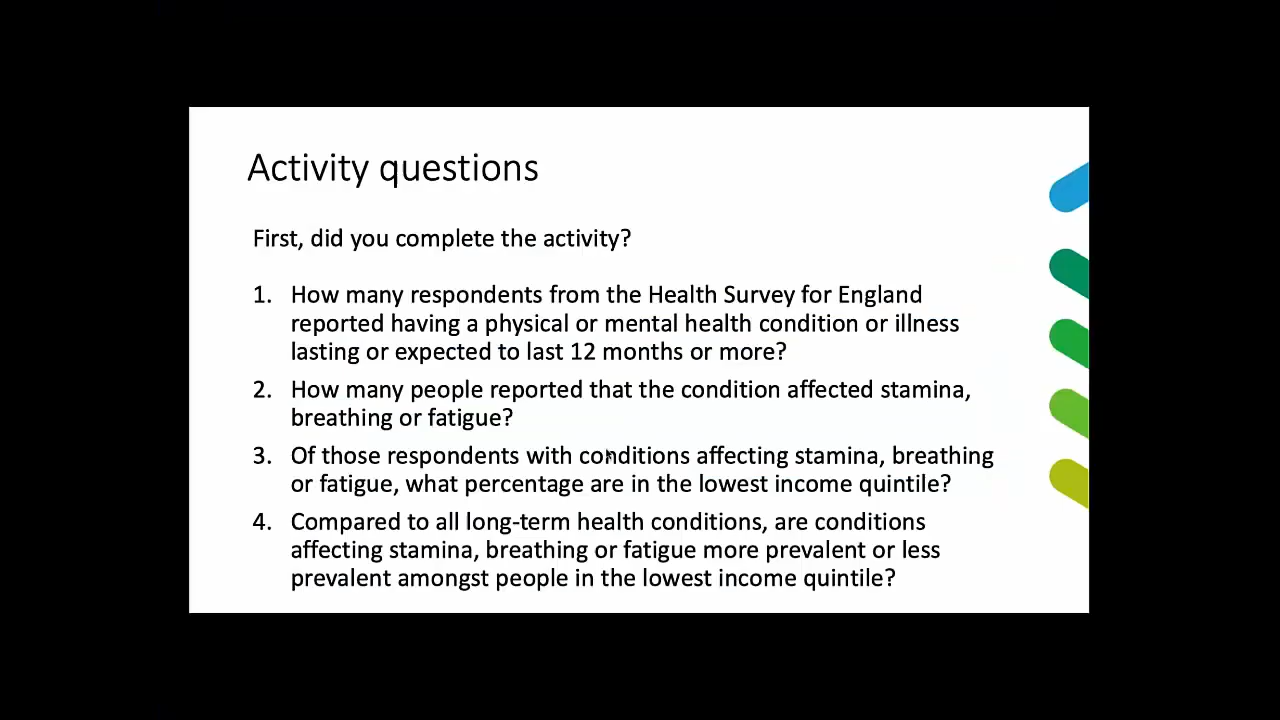 Activity questions
First, did you complete the activity?
1. How many respondents from the Health Survey for England
reported having a physical or mental health condition or illness
lasting or expected to last 12 months or more?
2. How many people reported that the condition affected stamina,
breathing or fatigue?
3. Of those respondents with conditions affecting stamina, breathing
or fatigue, what percentage are in the lowest income quintile?
4. Compared to all long-term health conditions, are conditions
affecting stamina, breathing or fatigue more prevalent or less
prevalent amongst people in the lowest income quintile?